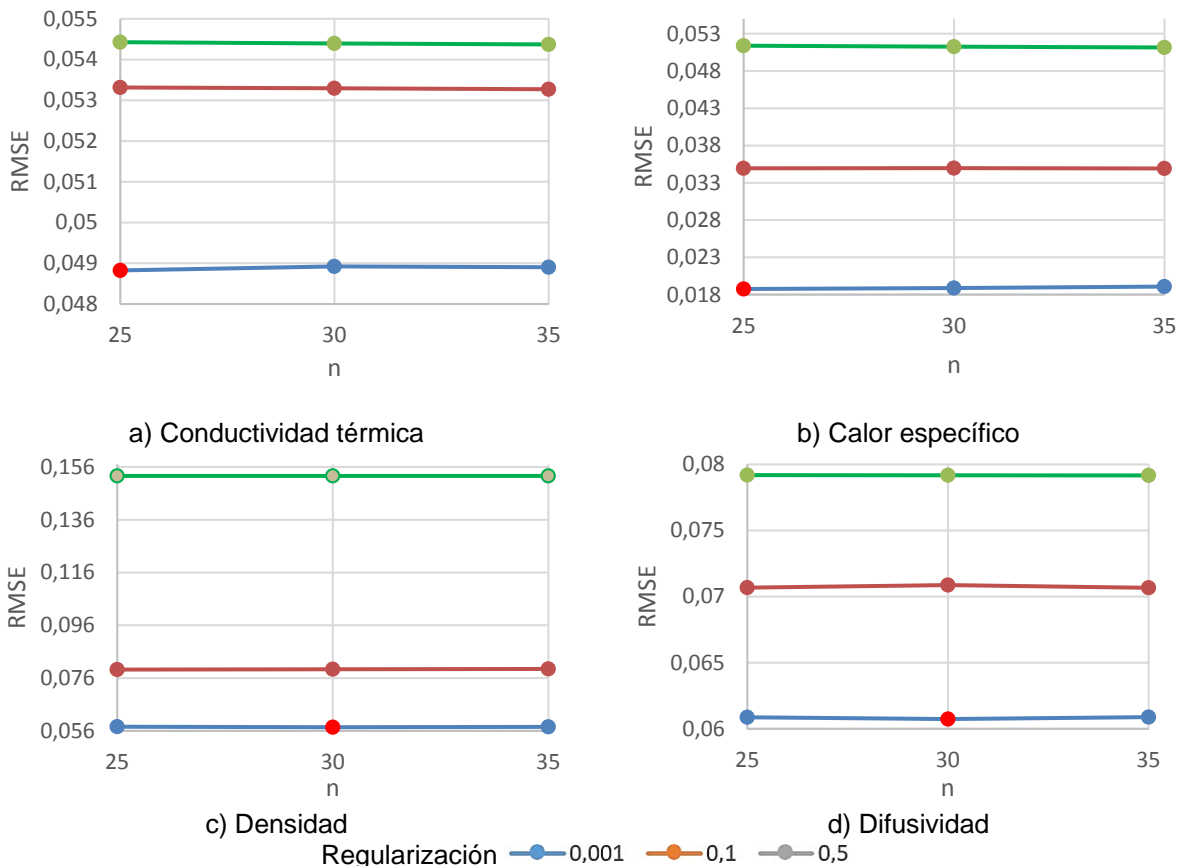 0,055
0,054
0,053
0,052
0,051
0,05
0,049
0,048
RMSE
25 30 35
n
a) Conductividad térmica
0,053
0,048
0,043
0,038
0,033
0,028
0,023
0,018
RMSE
25 30 35
n
b) Calor específico
0,156
0,136
0,116
0,096
0,076
0,056
RMSE
25 30 35
n
c) Densidad
0,08
0,075
0,07
0,065
0,06
RMSE
25 30 35
n
d) Difusividad
Regularización 0,001 0,1 0,5